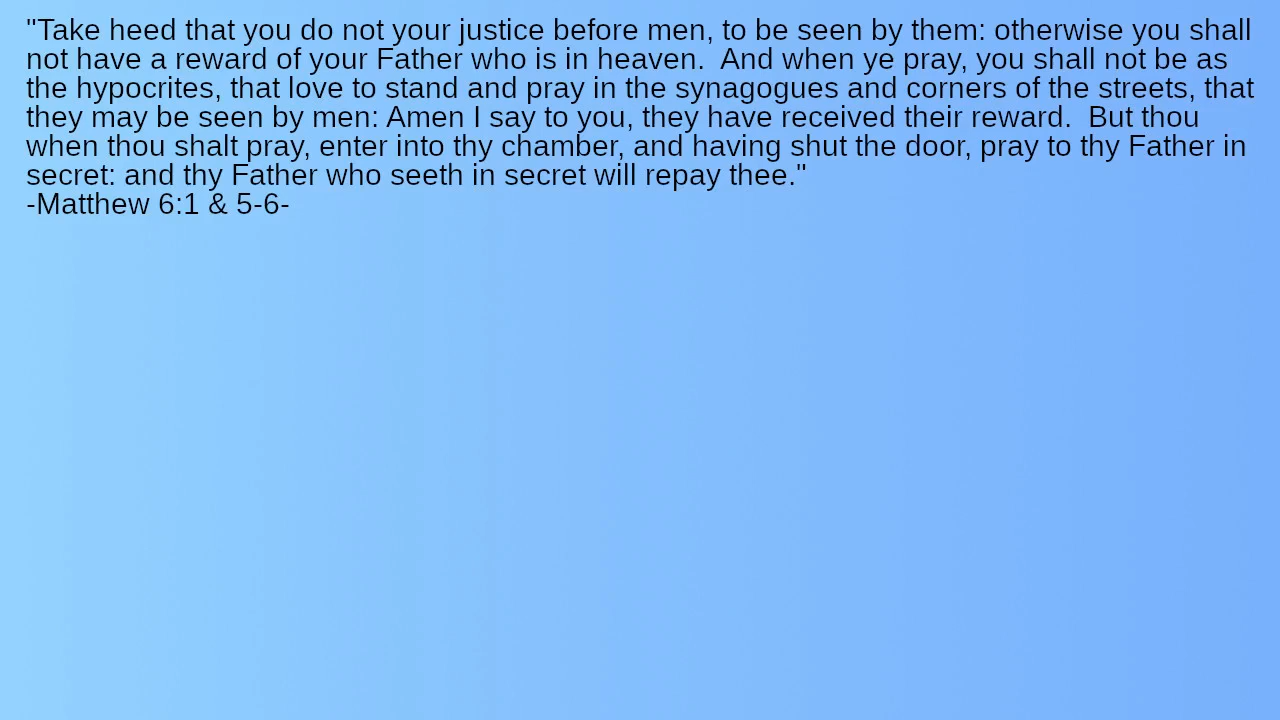 "Take heed that you do not your justice before men, to be seen by them: otherwise you shall
not have a reward of your Father who is in heaven.  And when ye pray, you shall not be as
the hypocrites, that love to stand and pray in the synagogues and corners of the streets, that
they may be seen by men: Amen I say to you, they have received their reward.  But thou
when thou shalt pray, enter into thy chamber, and having shut the door, pray to thy Father in
secret: and thy Father who seeth in secret will repay thee."
-Matthew 6:1 & 5-6-